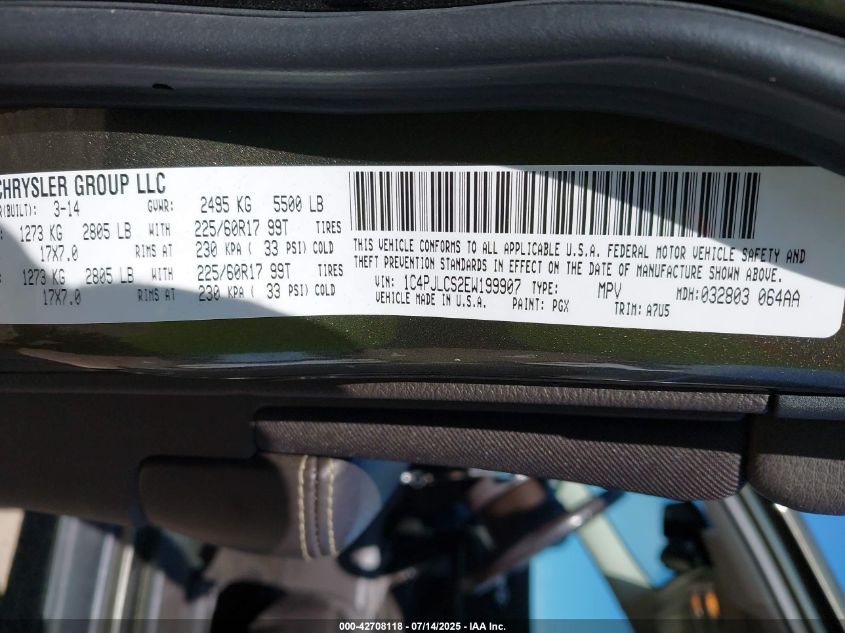 CHRYSLER GROUP LLC
R(BUILT): 3-14 GVWR: 2495 KG 5500 LB
: 1273 KG 2805 LB WITH 225/60R17 99T TIRES
17X7.0 RIMS AT 230 KPA ( 33 PSI) COLD
: 1273 KG 2805 LB WITH 225/60R17 99T TIRES
17X7.0 RIMS AT 230 KPA ( 33 PSI) COLD
THIS VEHICLE CONFORMS TO ALL APPLICABLE U.S.A. FEDERAL MOTOR VEHICLE SAFETY AND
THEFT PREVENTION STANDARDS IN EFFECT ON THE DATE OF MANUFACTURE SHOWN ABOVE.
VIN: 1C4PJLCS2EW199907 TYPE: MPV MDH:032803 064AA
VEHICLE MADE IN U.S.A. PAINT: PGX TRIM: A7U5
000-42708118 - 07/14/2025 - IAA Inc.